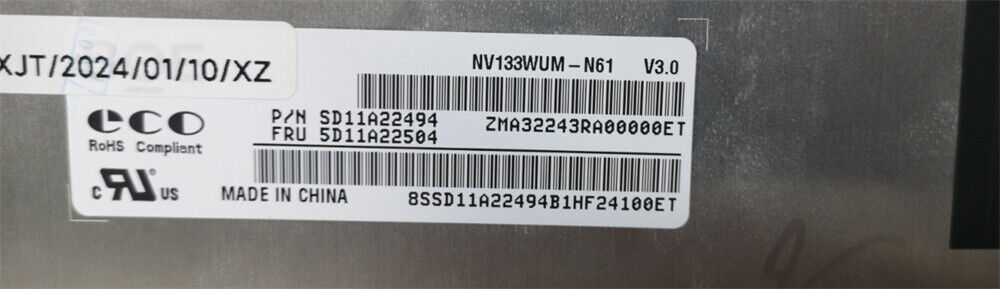 XJT/2024/01/10/XZ
NV133WUM-N61 V3.0
ZMA32243RA00000ET
eco
RoHS Compliant
P/N SD11A22494
FRU 5D11A22504
C RU US
MADE IN CHINA
8SSD11A22494B1HF24100ET